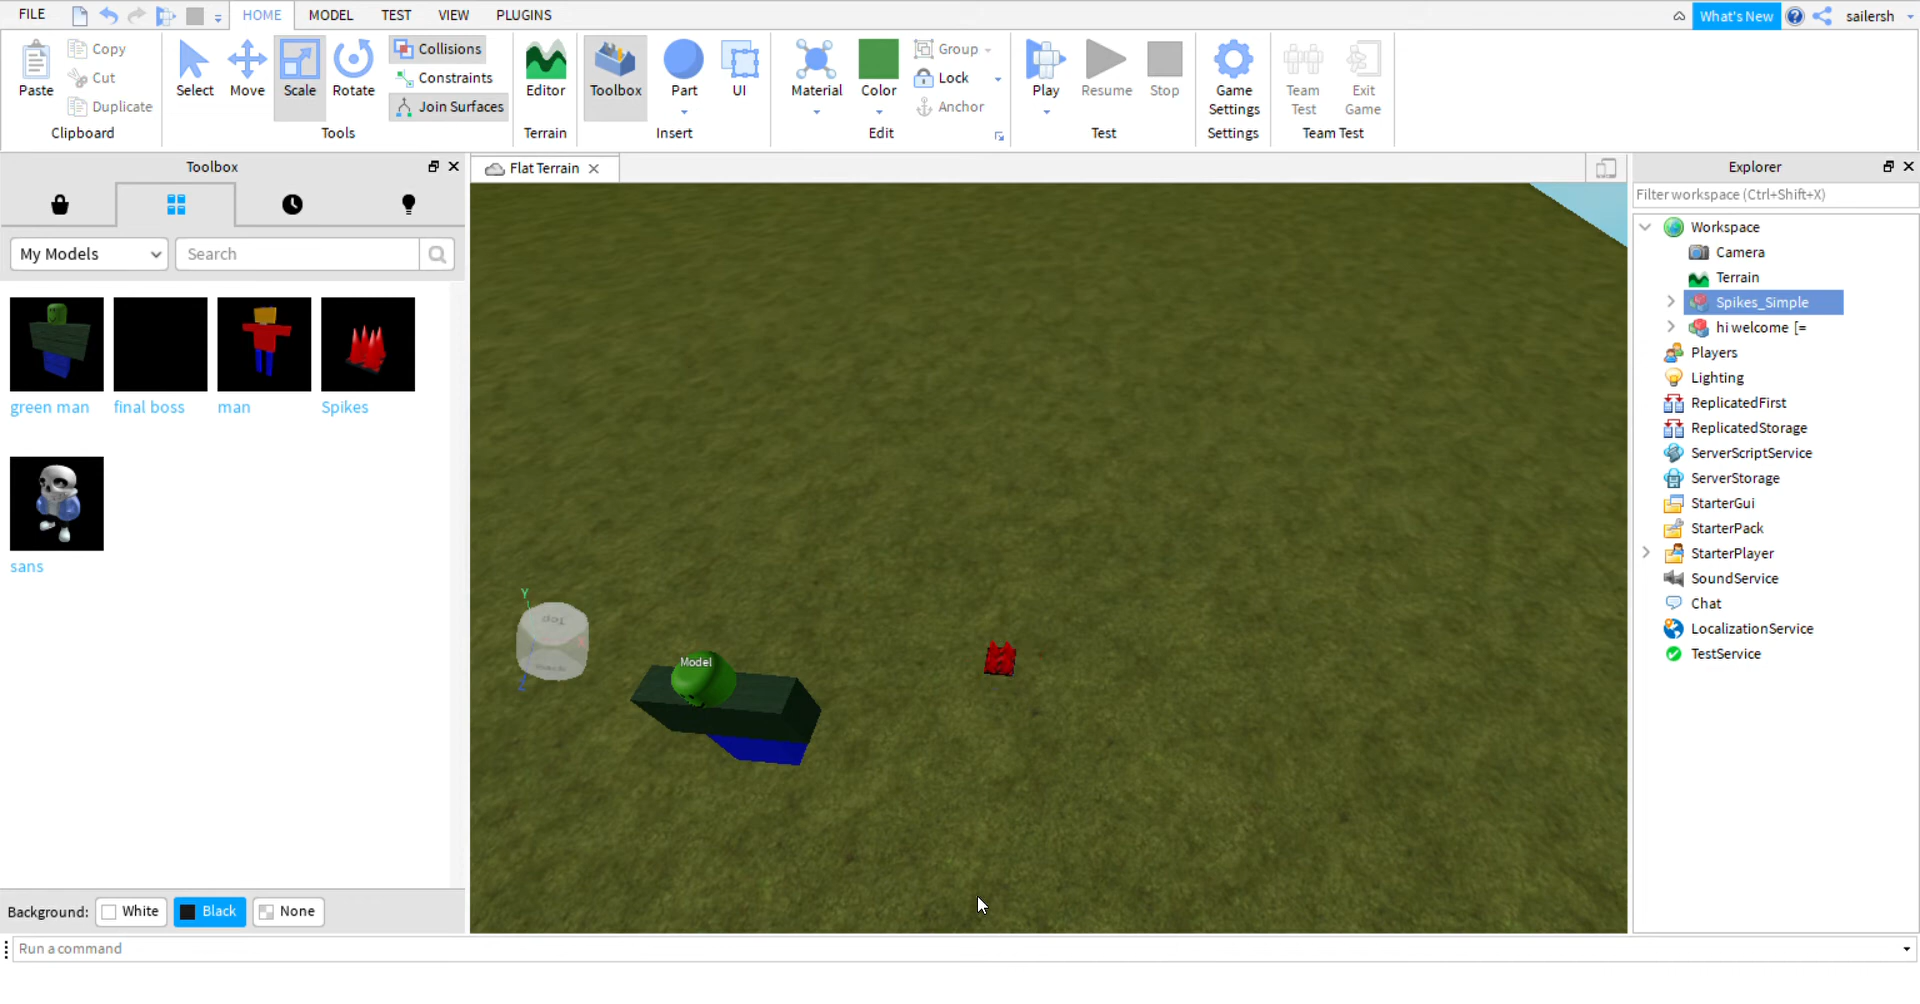 FILE HOME MODEL TEST VIEW PLUGINS What's New sailersh
Paste Copy Cut Duplicate
Clipboard
Select Move Scale Rotate Collisions Constraints Join Surfaces
Tools
Editor
Terrain
Toolbox Part UI
Insert
Material Color Group Lock Anchor
Edit
Play Resume Stop
Test
Game Settings
Settings
Team Test Exit Game
Team Test
Toolbox
My Models Search
green man final boss man Spikes
sans
Background: White Black None
Flat Terrain
Y
Top
Z
Model
Explorer
Filter workspace (Ctrl+Shift+X)
Workspace
Camera
Terrain
Spikes_Simple
hi welcome [=
Players
Lighting
ReplicatedFirst
ReplicatedStorage
ServerScriptService
ServerStorage
StarterGui
StarterPack
StarterPlayer
SoundService
Chat
LocalizationService
TestService
Run a command